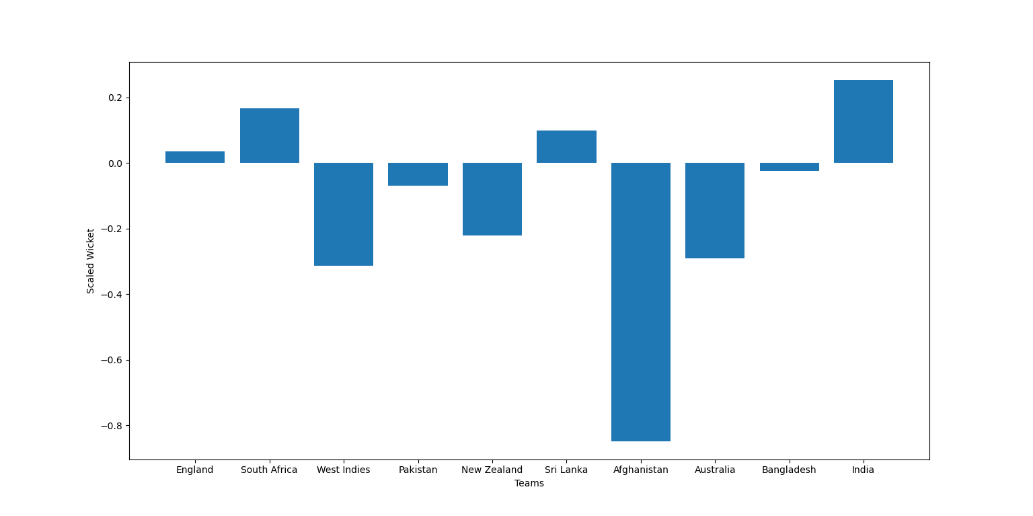 0.2
0.0
−0.2
−0.4
−0.6
−0.8
Scaled Wicket
England South Africa West Indies Pakistan New Zealand Sri Lanka Afghanistan Australia Bangladesh India
Teams